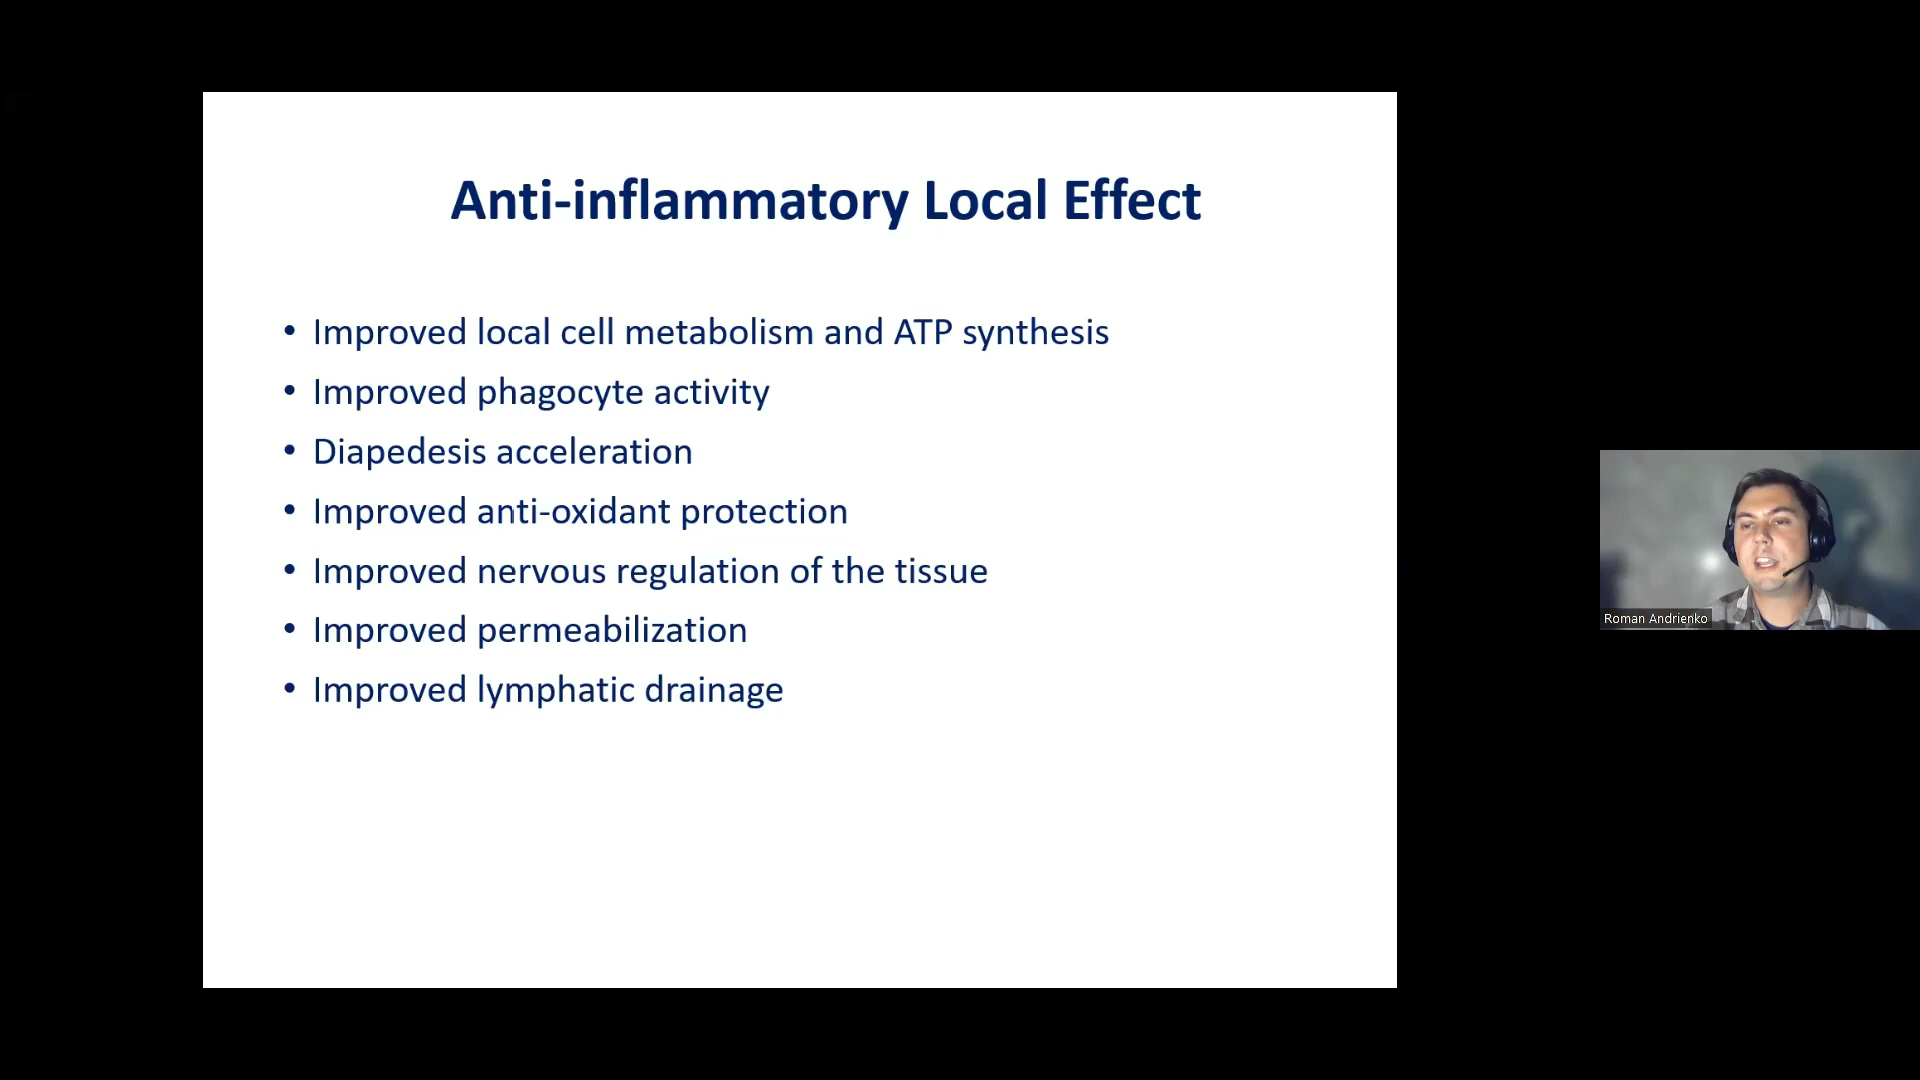 Anti-inflammatory Local Effect
• Improved local cell metabolism and ATP synthesis
• Improved phagocyte activity
• Diapedesis acceleration
• Improved anti-oxidant protection
• Improved nervous regulation of the tissue
• Improved permeabilization
• Improved lymphatic drainage
Roman Andrienko